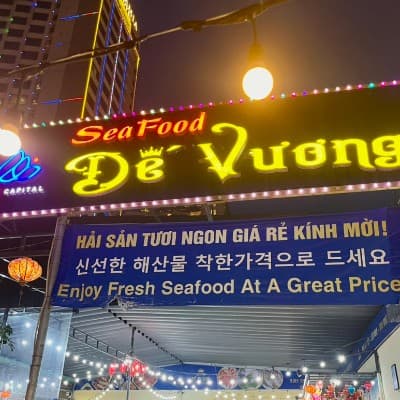 SeaFood
Đế Vương
CAPITAL
HẢI SẢN TƯƠI NGON GIÁ RẺ KÍNH MỜI!
신선한 해산물 착한가격으로 드세요
Enjoy Fresh Seafood At A Great Price